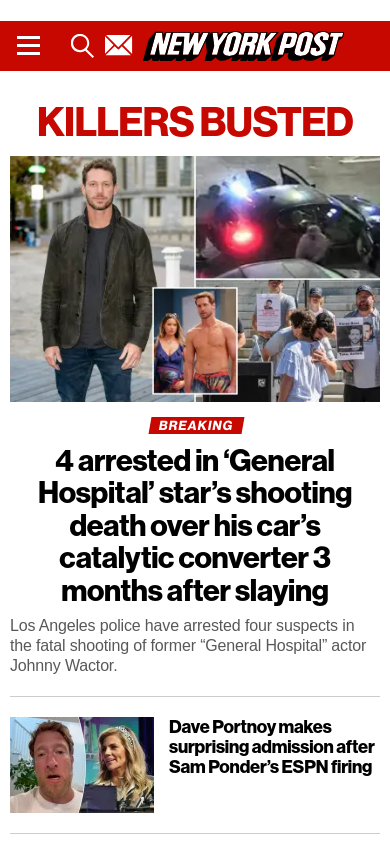 NEW YORK POST
KILLERS BUSTED
BREAKING
4 arrested in ‘General
Hospital’ star’s shooting
death over his car’s
catalytic converter 3
months after slaying
Los Angeles police have arrested four suspects in
the fatal shooting of former “General Hospital” actor
Johnny Wactor.
Dave Portnoy makes
surprising admission after
Sam Ponder’s ESPN firing